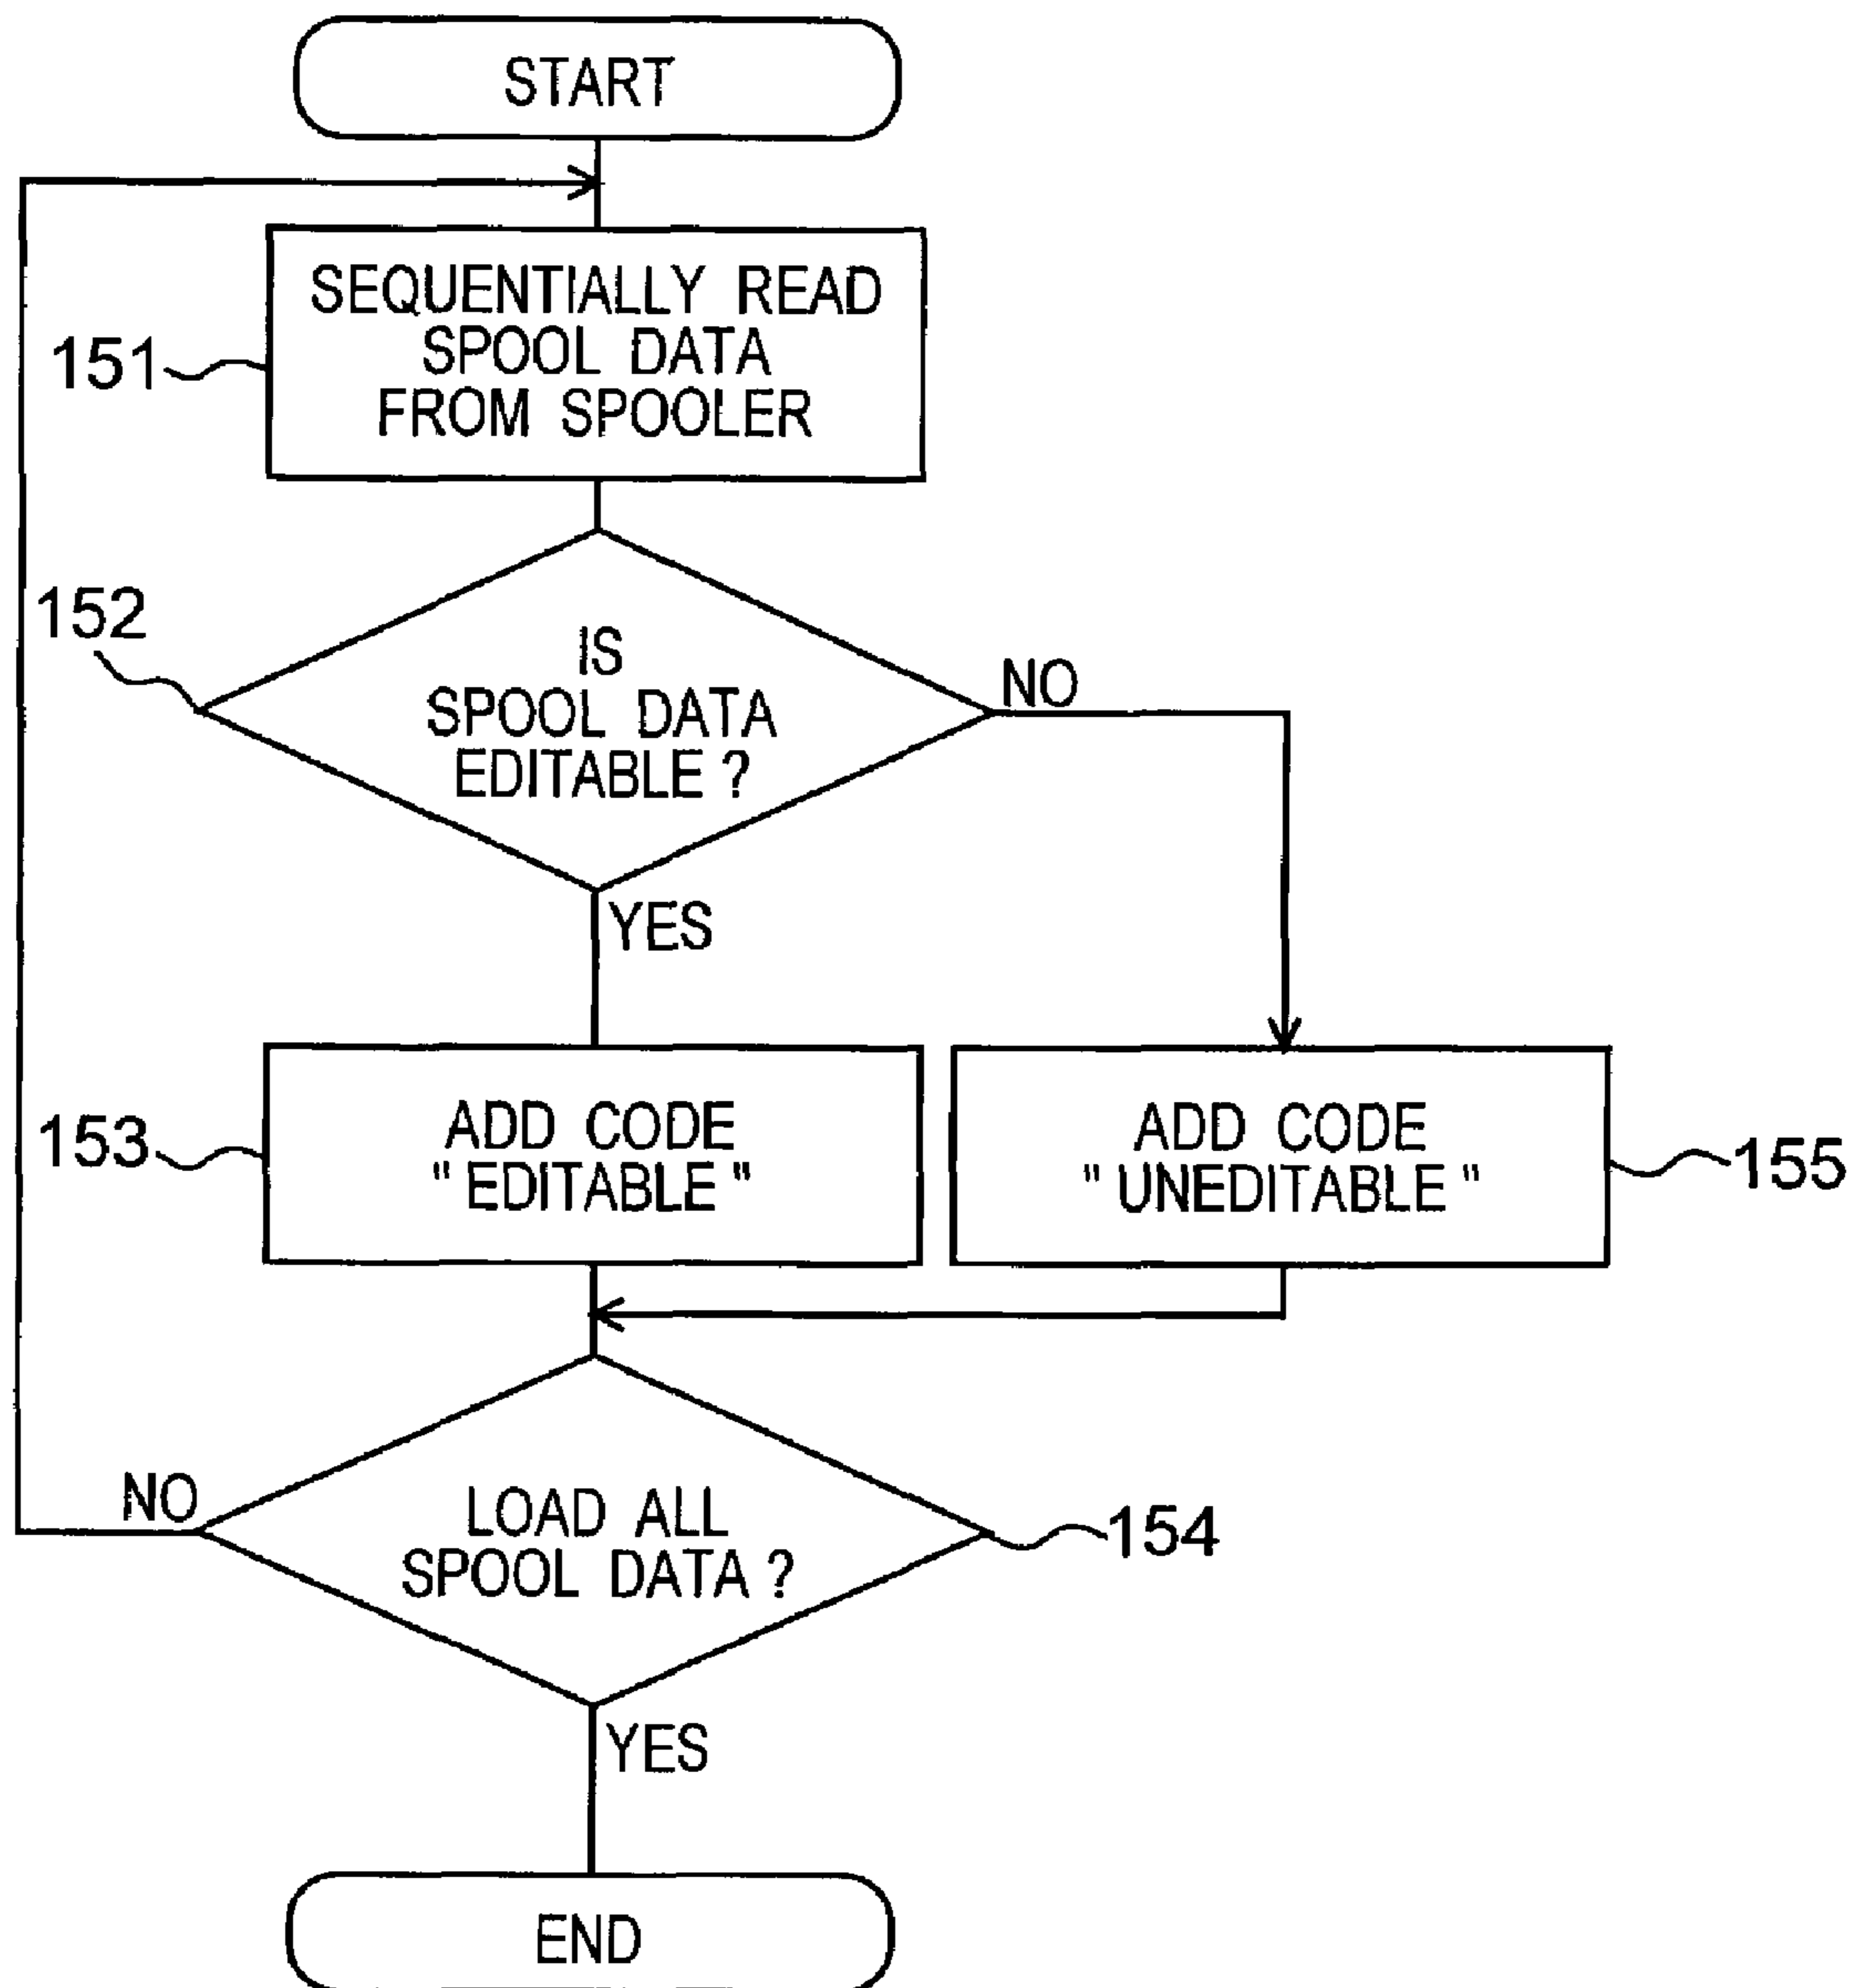 START
SEQUENTIALLY READ
SPOOL DATA
FROM SPOOLER
151
152
IS
SPOOL DATA
EDITABLE ?
NO
YES
153
ADD CODE
" EDITABLE "
ADD CODE
" UNEDITABLE "
155
NO
LOAD ALL
SPOOL DATA ?
154
YES
END